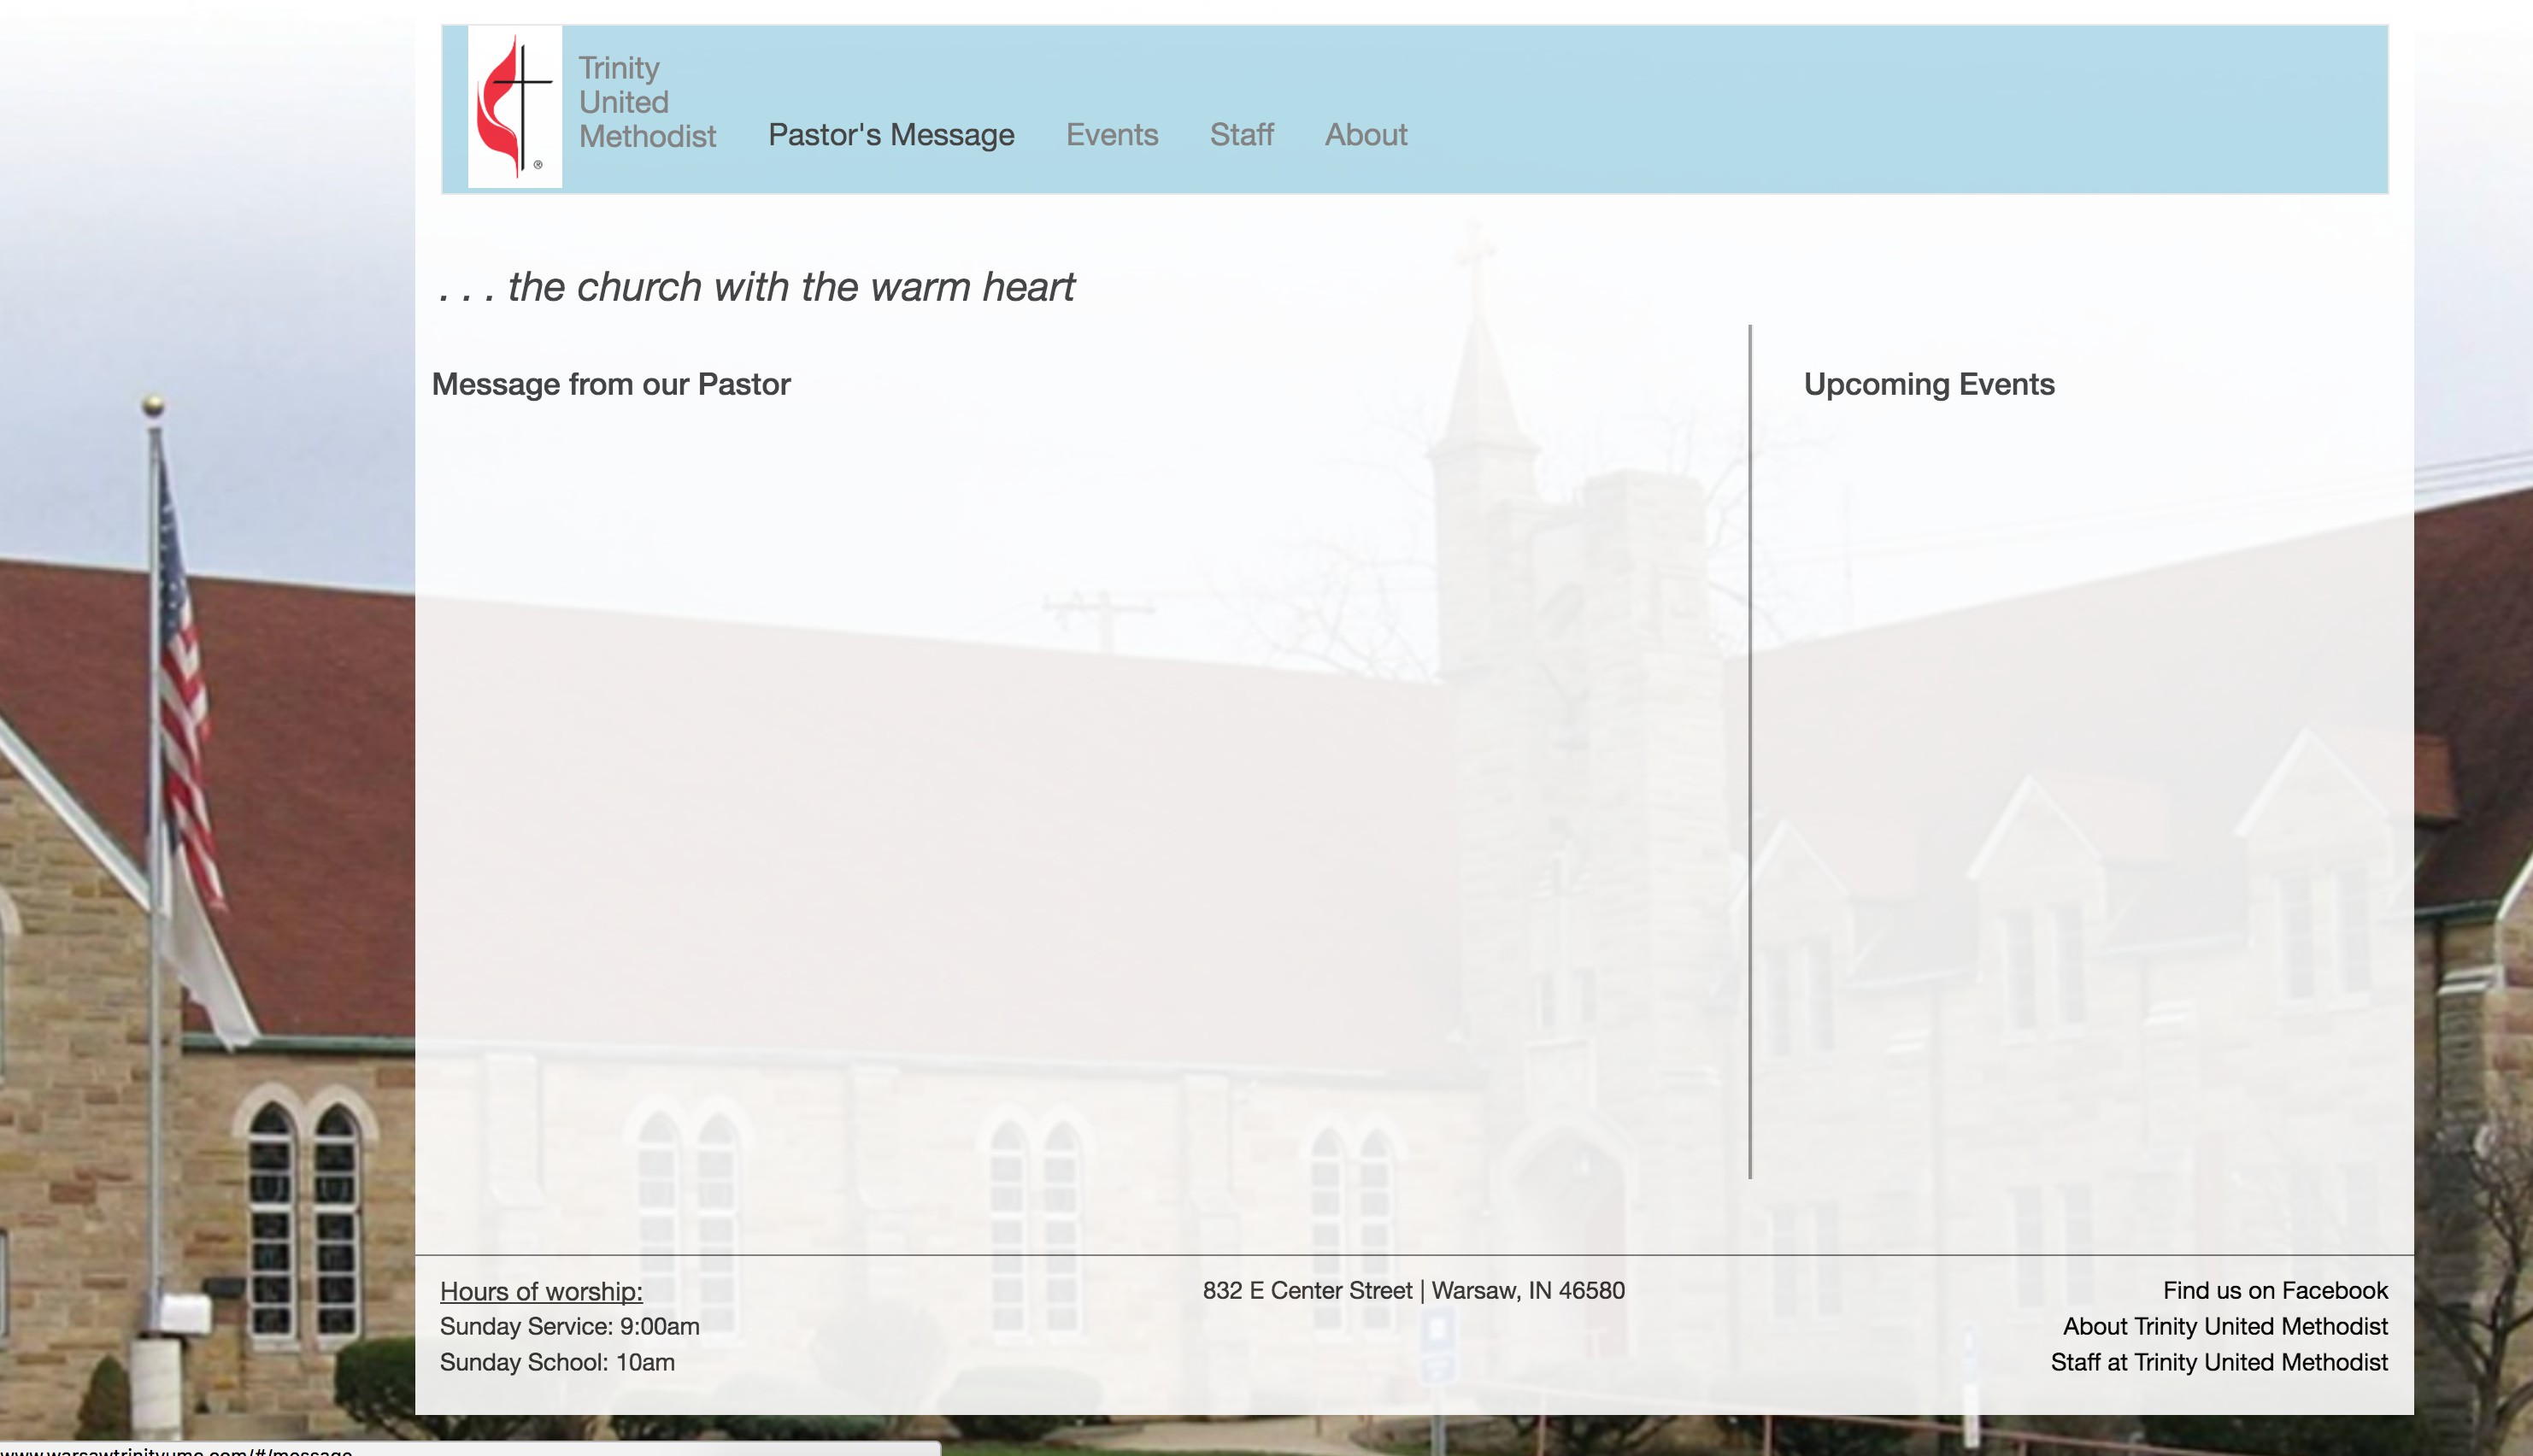 Trinity
United
Methodist
Pastor's Message Events Staff About
®
. . . the church with the warm heart
Message from our Pastor
Upcoming Events
Hours of worship:
Sunday Service: 9:00am
Sunday School: 10am
832 E Center Street | Warsaw, IN 46580
Find us on Facebook
About Trinity United Methodist
Staff at Trinity United Methodist
www.warsawtrinityumc.com/#/message